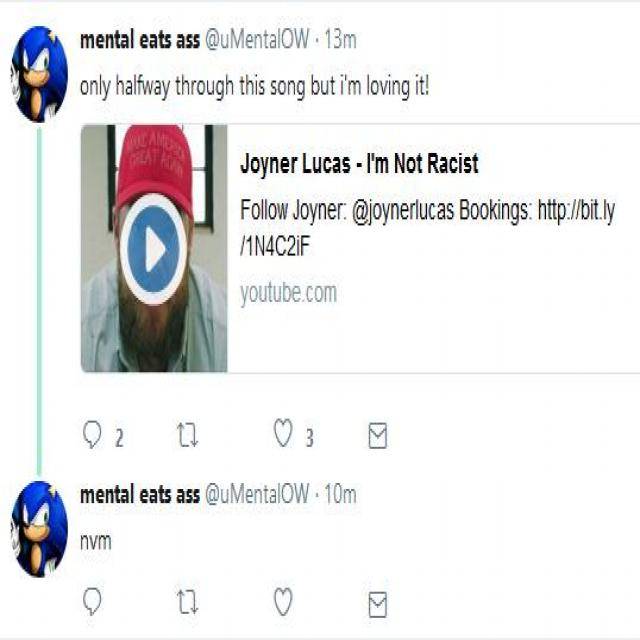 mental eats ass @uMentalOW · 13m
only halfway through this song but i'm loving it!
MAKE AMERICA
GREAT AGAIN
Joyner Lucas - I'm Not Racist
Follow Joyner: @joynerlucas Bookings: http://bit.ly
/1N4C2iF
youtube.com
2 3
mental eats ass @uMentalOW · 10m
nvm